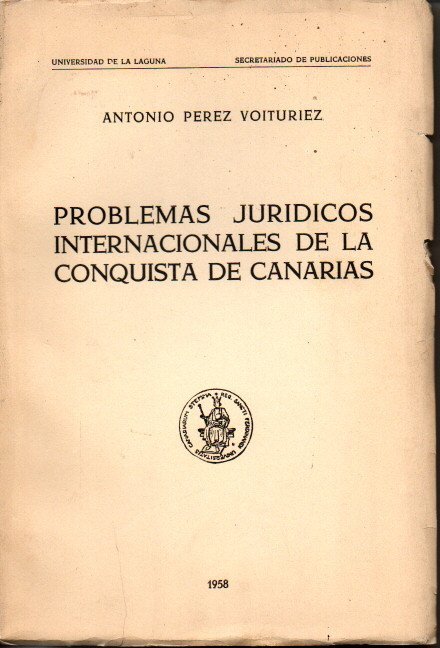 UNIVERSIDAD DE LA LAGUNA SECRETARIADO DE PUBLICACIONES
ANTONIO PEREZ VOITURIEZ
PROBLEMAS JURIDICOS
INTERNACIONALES DE LA
CONQUISTA DE CANARIAS
1958